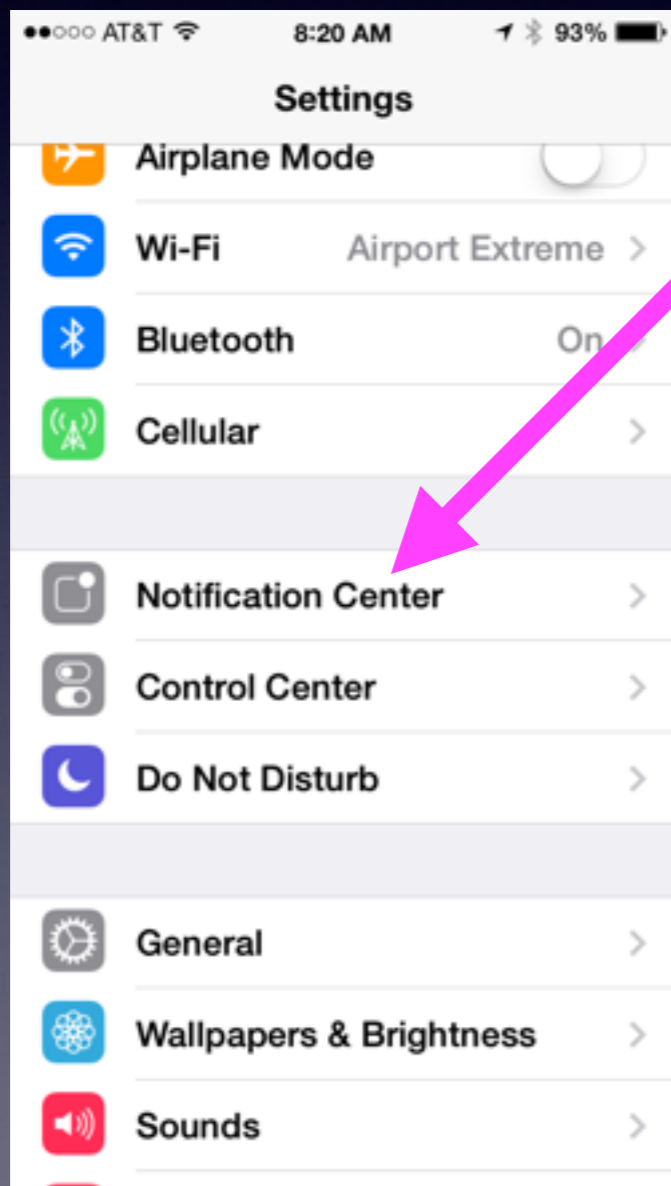 AT&T 8:20 AM 93%
Settings
Airplane Mode
Wi-Fi Airport Extreme
Bluetooth On
Cellular
Notification Center
Control Center
Do Not Disturb
General
Wallpapers & Brightness
Sounds